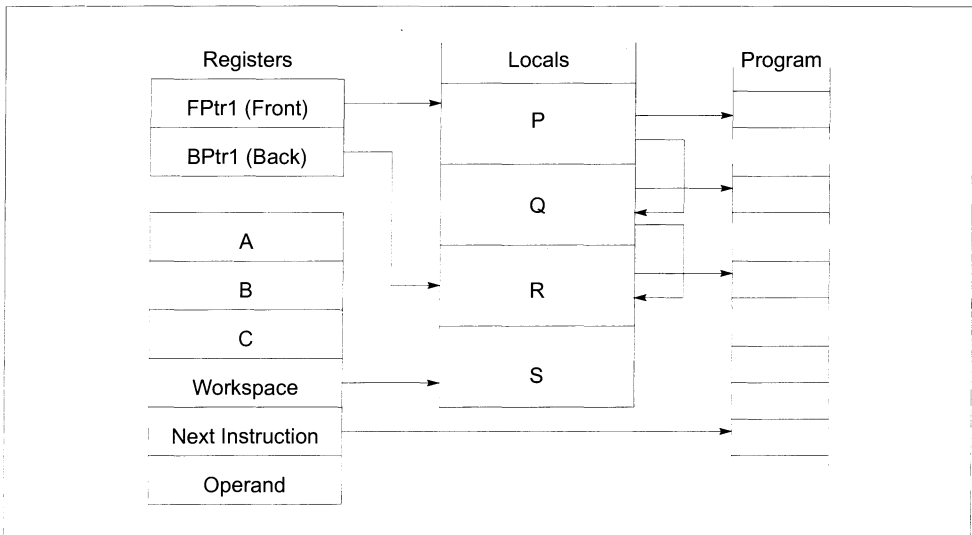 Registers
Locals
Program
FPtr1 (Front)
BPtr1 (Back)
P
Q
R
S
A
B
C
Workspace
Next Instruction
Operand